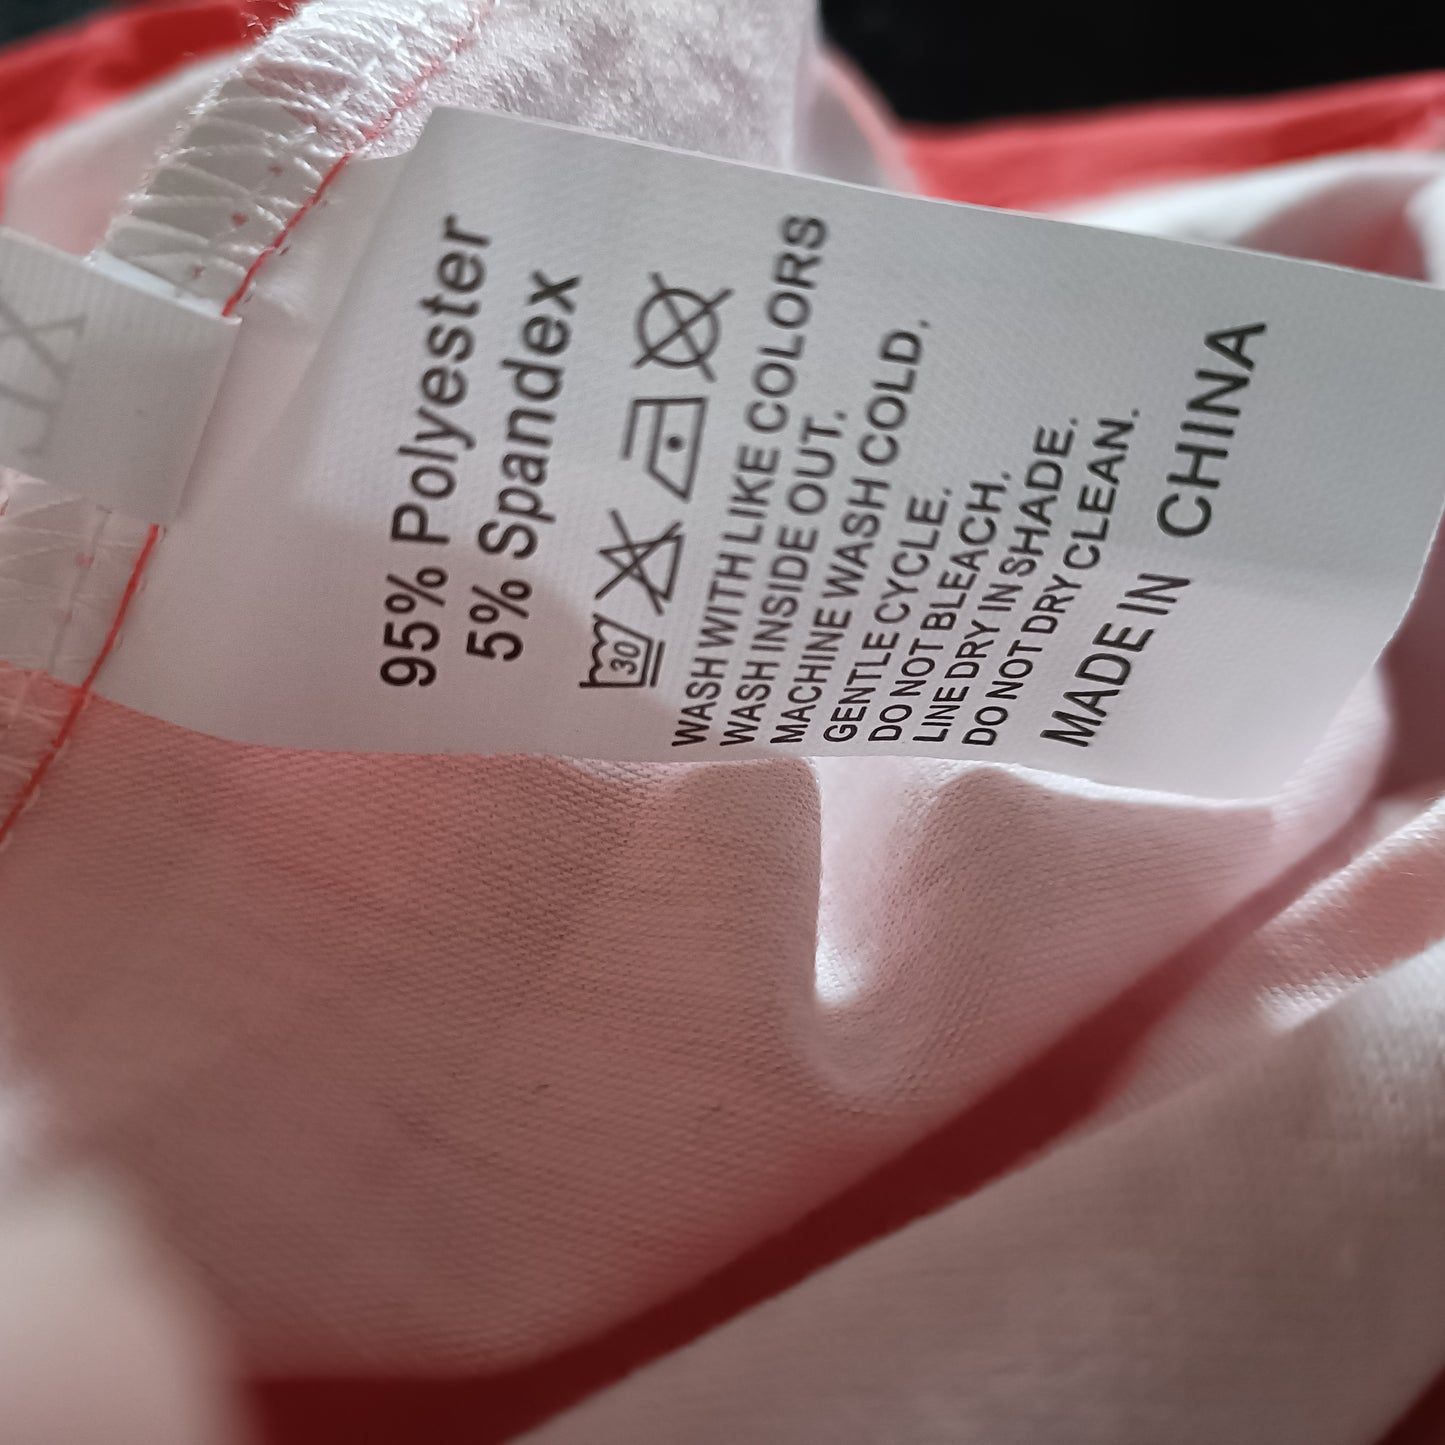 95% Polyester
5% Spandex
30
WASH WITH LIKE COLORS
WASH INSIDE OUT.
MACHINE WASH COLD,
GENTLE CYCLE.
DO NOT BLEACH.
LINE DRY IN SHADE.
DO NOT DRY CLEAN.
MADE IN CHINA